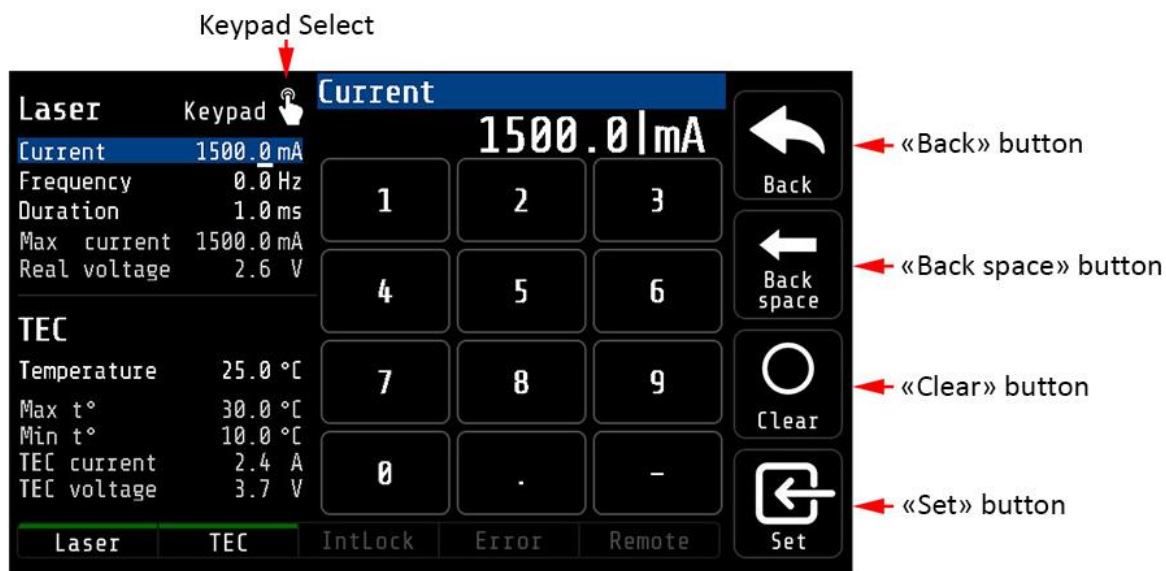 Keypad Select
Laser Keypad
Current 1500.0 mA
Frequency 0.0 Hz
Duration 1.0 ms
Max current 1500.0 mA
Real voltage 2.6 V
TEC
Temperature 25.0 °C
Max t° 30.0 °C
Min t° 10.0 °C
TEC current 2.4 A
TEC voltage 3.7 V
Current
1500.0 mA
1 2 3
4 5 6
7 8 9
0 . -
Back
Back
space
Clear
Set
Laser TEC IntLock Error Remote
«Back» button
«Back space» button
«Clear» button
«Set» button